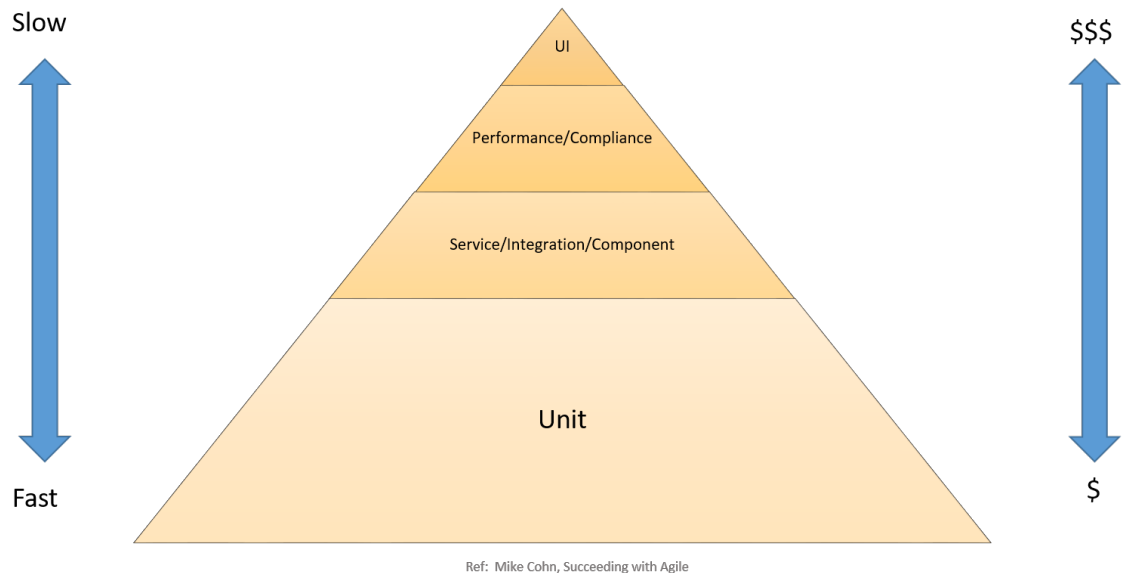 Slow
$$$
UI
Performance/Compliance
Service/Integration/Component
Unit
Fast
$
Ref:  Mike Cohn, Succeeding with Agile